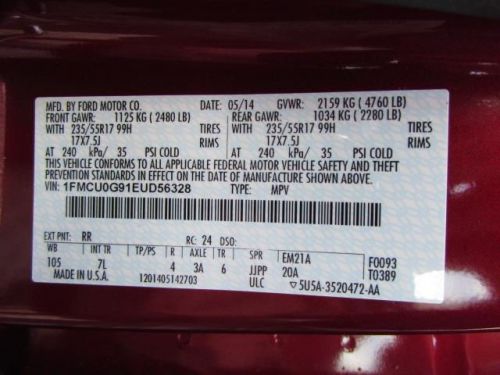 MFD. BY FORD MOTOR CO. DATE: 05/14 GVWR: 2159 KG ( 4760 LB)
FRONT GAWR: 1125 KG ( 2480 LB) REAR GAWR: 1034 KG ( 2280 LB)
WITH 235/55R17 99H TIRES WITH 235/55R17 99H TIRES
17X7.5J RIMS 17X7.5J RIMS
AT 240 kPa/ 35 PSI COLD AT 240 kPa/ 35 PSI COLD
THIS VEHICLE CONFORMS TO ALL APPLICABLE FEDERAL MOTOR VEHICLE SAFETY AND THEFT
PREVENTION STANDARDS IN EFFECT ON THE DATE OF MANUFACTURE SHOWN ABOVE.
VIN: 1FMCU0G91EUD56328 TYPE: MPV
EXT PNT: RR RC: 24 DSO:
WB INT TR TP/PS R AXLE TR SPR EM21A F0093
105 7L 4 3A 6 JJPP 20A T0389
MADE IN U.S.A. 1201405142703 ULC 5U5A-3520472-AA